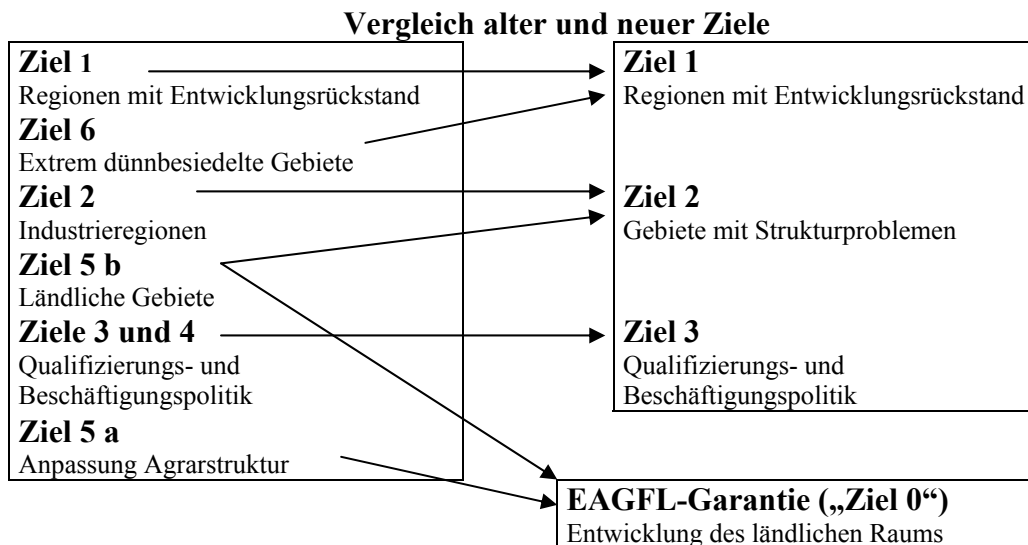 Vergleich alter und neuer Ziele
Ziel 1
Regionen mit Entwicklungsrückstand
Ziel 6
Extrem dünnbesiedelte Gebiete
Ziel 2
Industrieregionen
Ziel 5 b
Ländliche Gebiete
Ziele 3 und 4
Qualifizierungs- und
Beschäftigungspolitik
Ziel 5 a
Anpassung Agrarstruktur
Ziel 1
Regionen mit Entwicklungsrückstand
Ziel 2
Gebiete mit Strukturproblemen
Ziel 3
Qualifizierungs- und
Beschäftigungspolitik
EAGFL-Garantie („Ziel 0“)
Entwicklung des ländlichen Raums